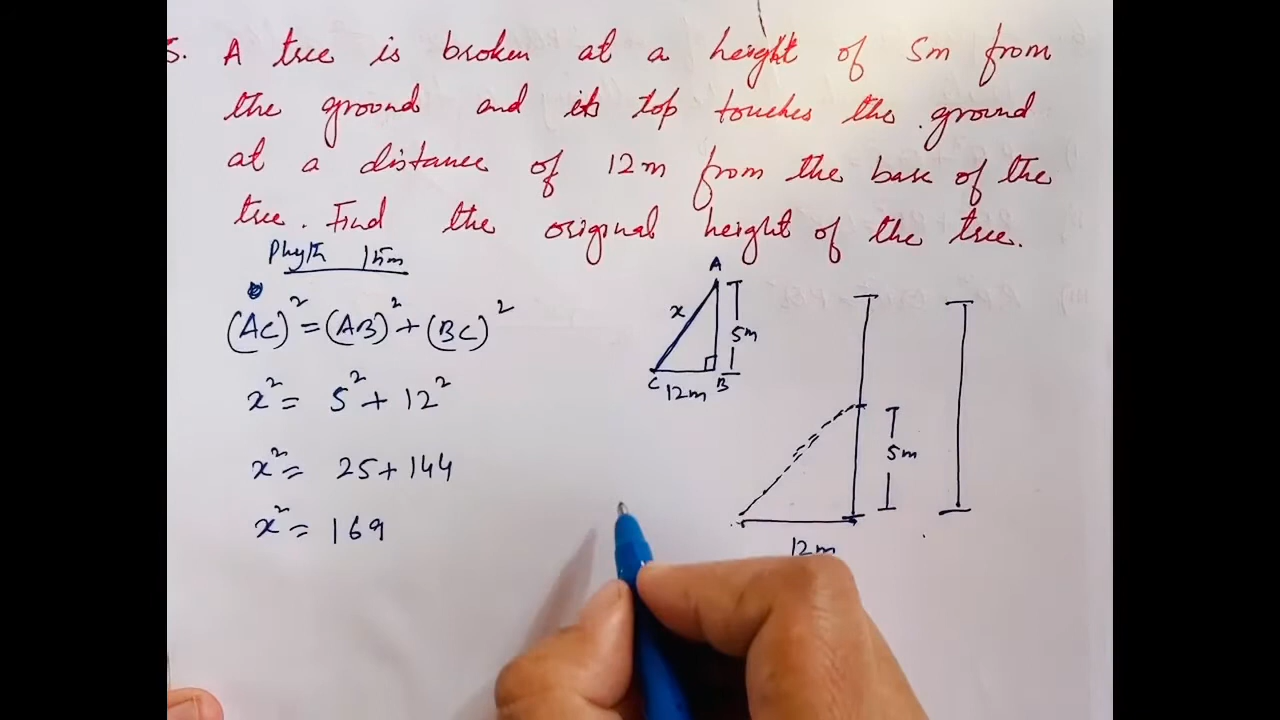 5. A tree is broken at a height of 5m from
the ground and its top touches the ground
at a distance of 12m from the base of the
tree. Find the original height of the tree.
Phyth thm
(AC)² = (AB)² + (BC)²
x² = 5² + 12²
x² = 25 + 144
x² = 169
A
x
5m
C
12m
B
5m
12m